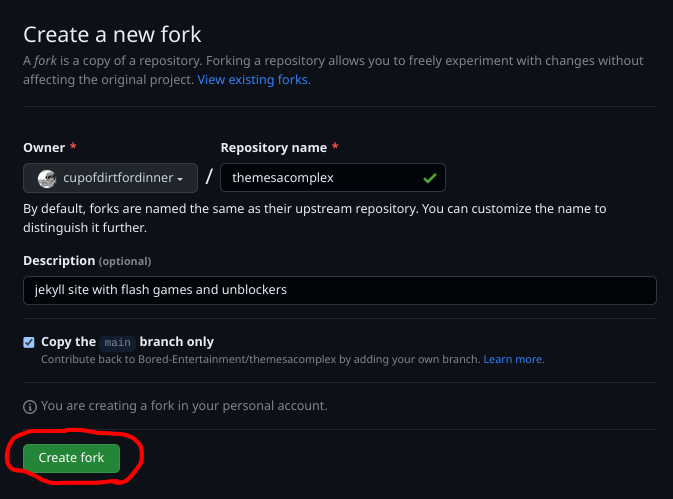 Create a new fork
A fork is a copy of a repository. Forking a repository allows you to freely experiment with changes without
affecting the original project. View existing forks.
Owner * Repository name *
cupofdirtfordinner / themesacomplex
By default, forks are named the same as their upstream repository. You can customize the name to
distinguish it further.
Description (optional)
jekyll site with flash games and unblockers
Copy the main branch only
Contribute back to Bored-Entertainment/themesacomplex by adding your own branch. Learn more.
You are creating a fork in your personal account.
Create fork